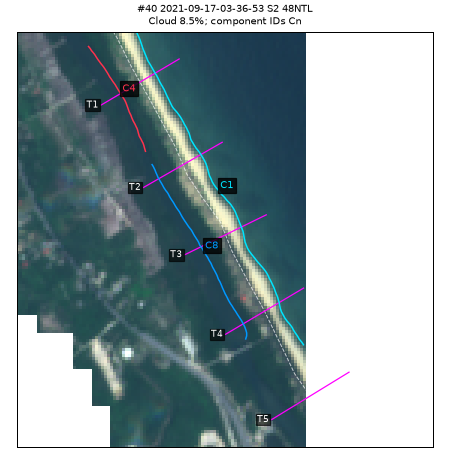 #40 2021-09-17-03-36-53 S2 48NTL
Cloud 8.5%; component IDs Cn
C4
T1
T2
C1
C8
T3
T4
T5